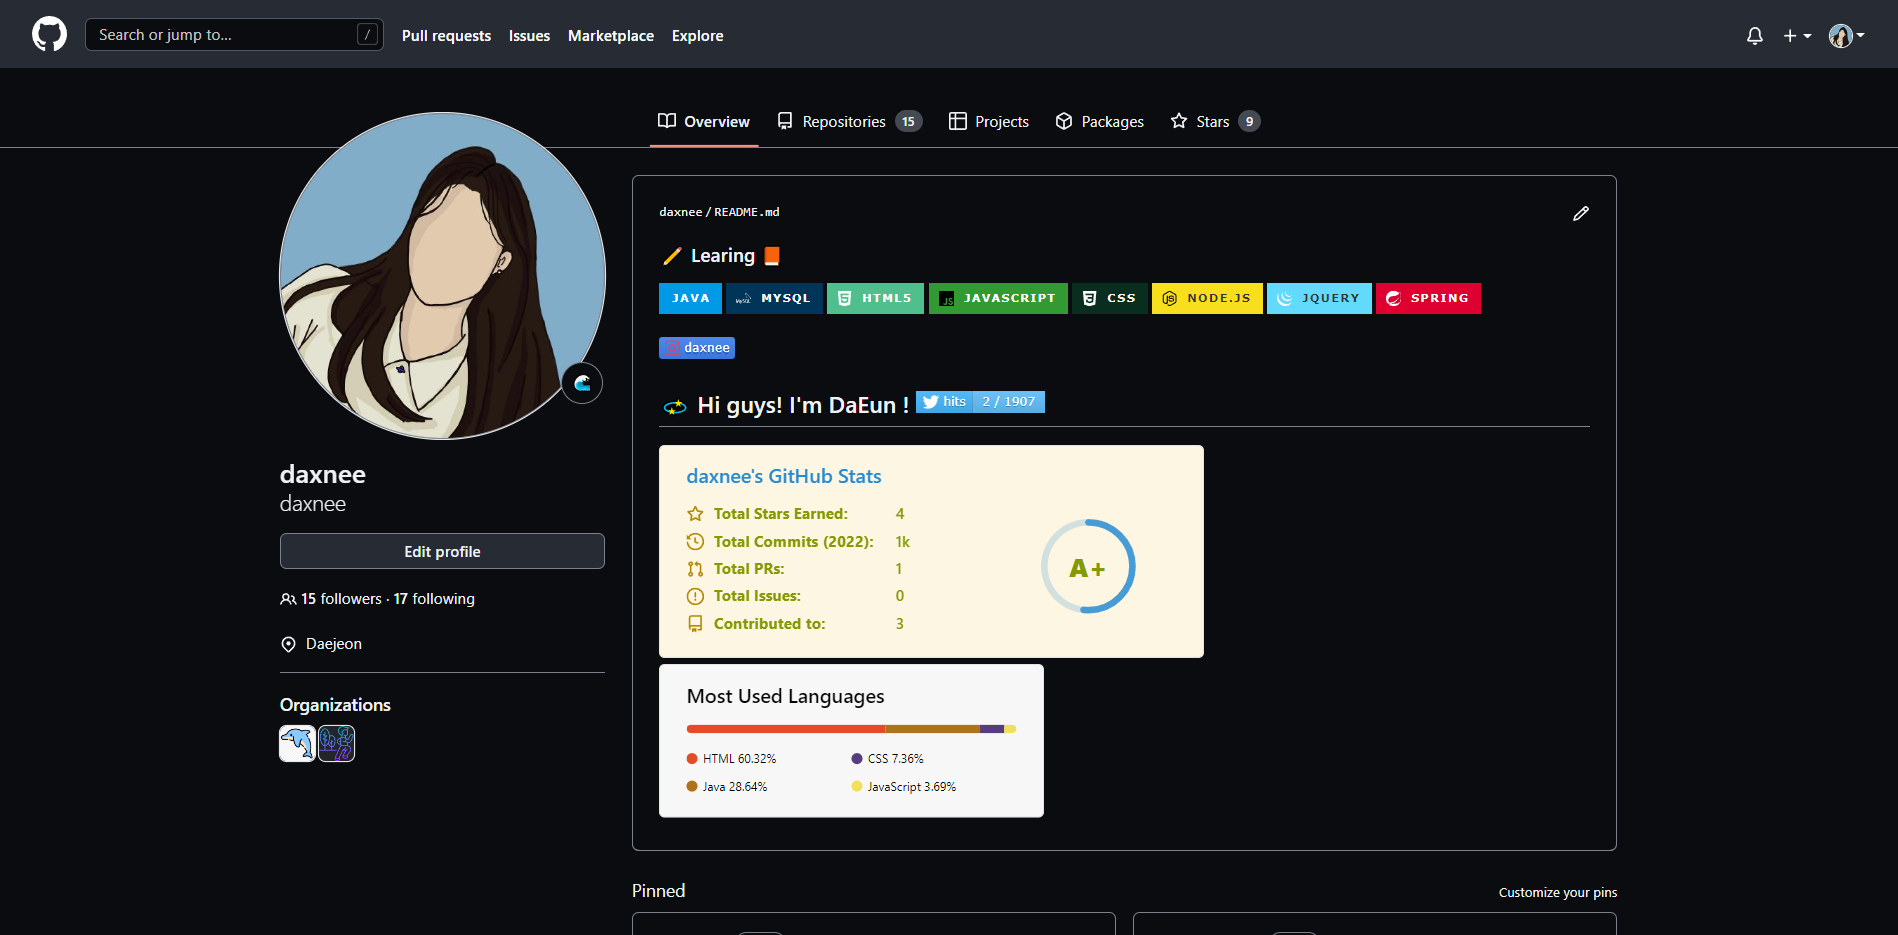 Search or jump to... /
Pull requests Issues Marketplace Explore
Overview Repositories 15 Projects Packages Stars 9
daxnee / README.md
Learing
JAVA MYSQL HTML5 JAVASCRIPT CSS NODE.JS JQUERY SPRING
daxnee
Hi guys! I'm DaEun ! hits 2 / 1907
daxnee's GitHub Stats
Total Stars Earned: 4
Total Commits (2022): 1k
Total PRs: 1
Total Issues: 0
Contributed to: 3
A+
Most Used Languages
HTML 60.32% CSS 7.36%
Java 28.64% JavaScript 3.69%
daxnee
daxnee
Edit profile
15 followers · 17 following
Daejeon
Organizations
Pinned
Customize your pins